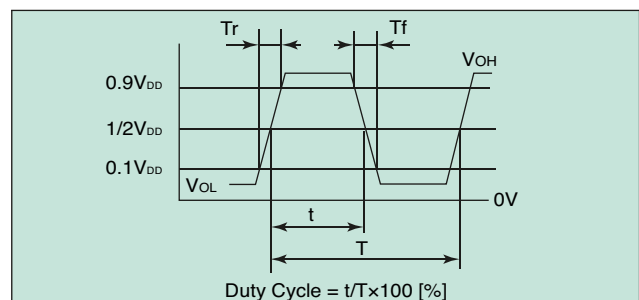 Tr
Tf
VOH
0.9VDD
1/2VDD
0.1VDD
VOL
0V
t
T
Duty Cycle = t/T×100 [%]